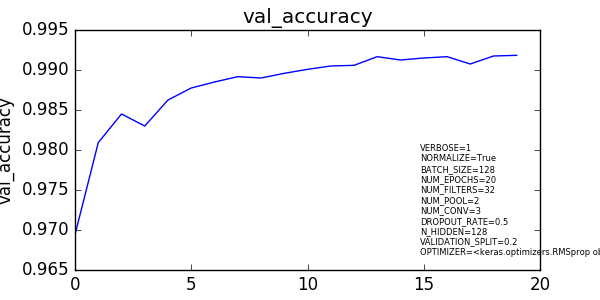 val_accuracy
0.995
0.990
0.985
0.980
0.975
0.970
0.965
val_accuracy
VERBOSE=1
NORMALIZE=True
BATCH_SIZE=128
NUM_EPOCHS=20
NUM_FILTERS=32
NUM_POOL=2
NUM_CONV=3
DROPOUT_RATE=0.5
N_HIDDEN=128
VALIDATION_SPLIT=0.2
OPTIMIZER=<keras.optimizers.RMSprop ob
0 5 10 15 20